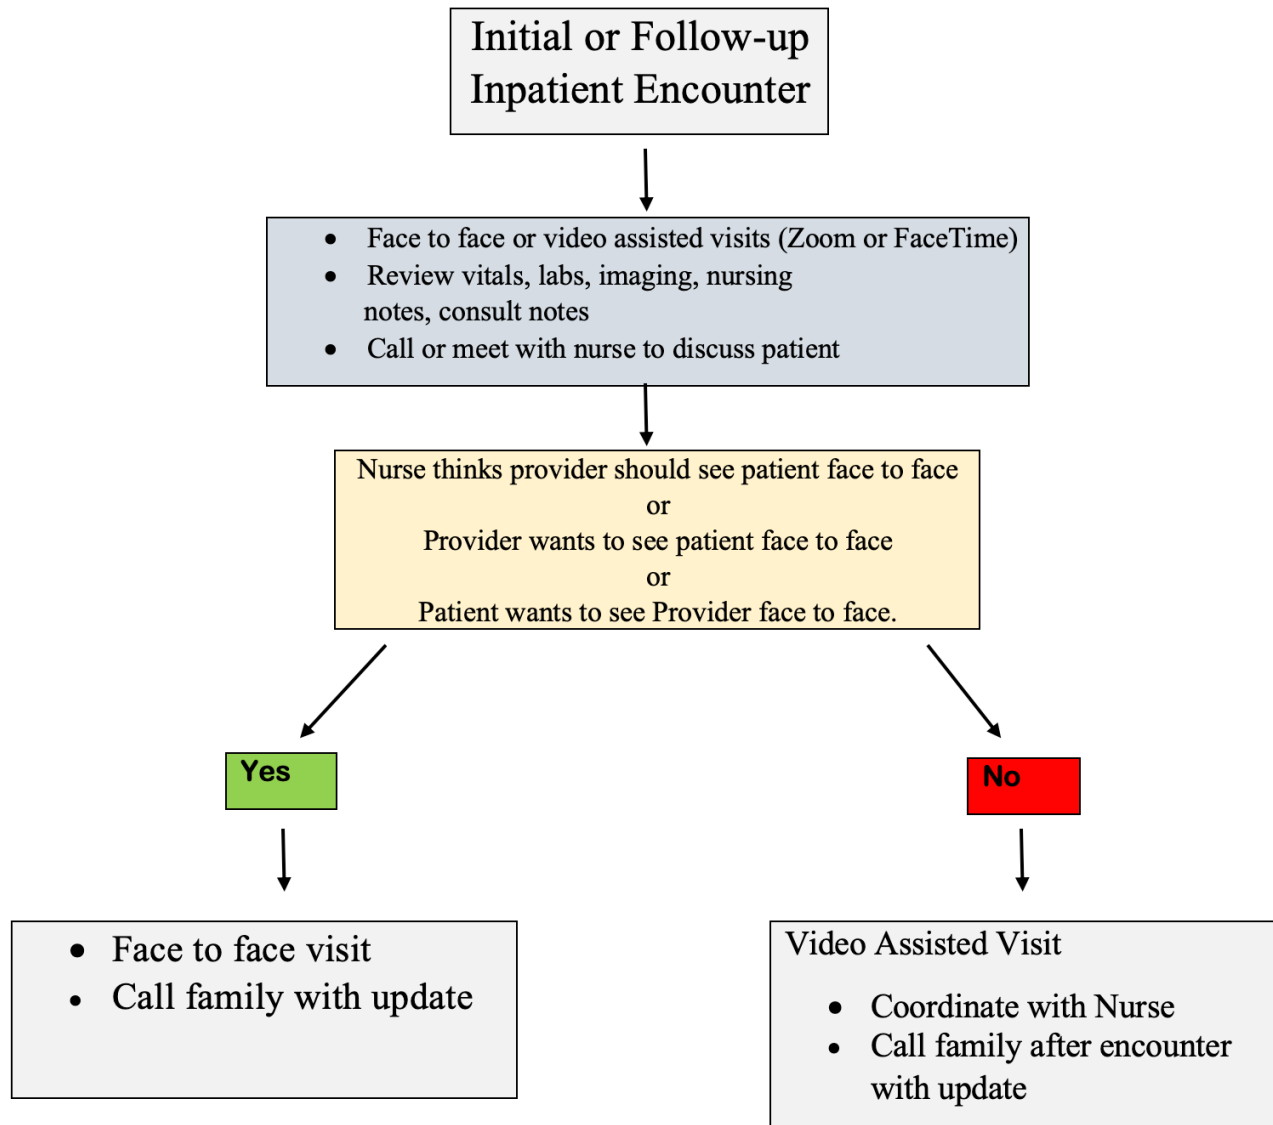 Initial or Follow-up
Inpatient Encounter
• Face to face or video assisted visits (Zoom or FaceTime)
• Review vitals, labs, imaging, nursing
notes, consult notes
• Call or meet with nurse to discuss patient
Nurse thinks provider should see patient face to face
or
Provider wants to see patient face to face
or
Patient wants to see Provider face to face.
Yes
No
• Face to face visit
• Call family with update
Video Assisted Visit
• Coordinate with Nurse
• Call family after encounter
with update